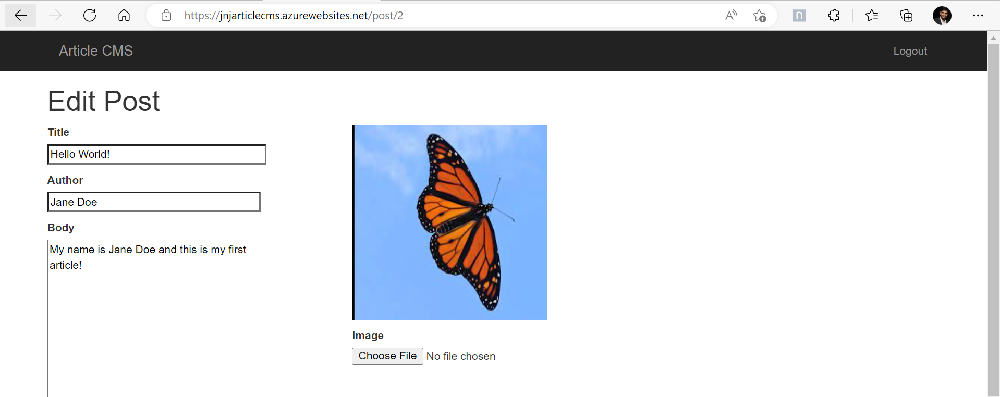 https://jnjarticlecms.azurewebsites.net/post/2
Article CMS
Logout
Edit Post
Title
Hello World!
Author
Jane Doe
Body
My name is Jane Doe and this is my first
article!
Image
Choose File No file chosen